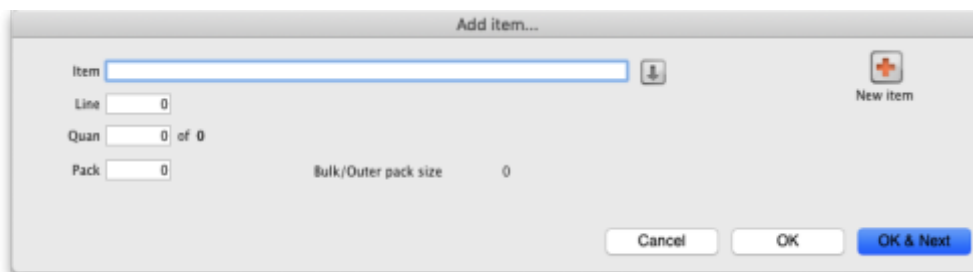 Add item...
Item
New item
Line 0
Quan 0 of 0
Pack 0 Bulk/Outer pack size 0
Cancel OK OK & Next